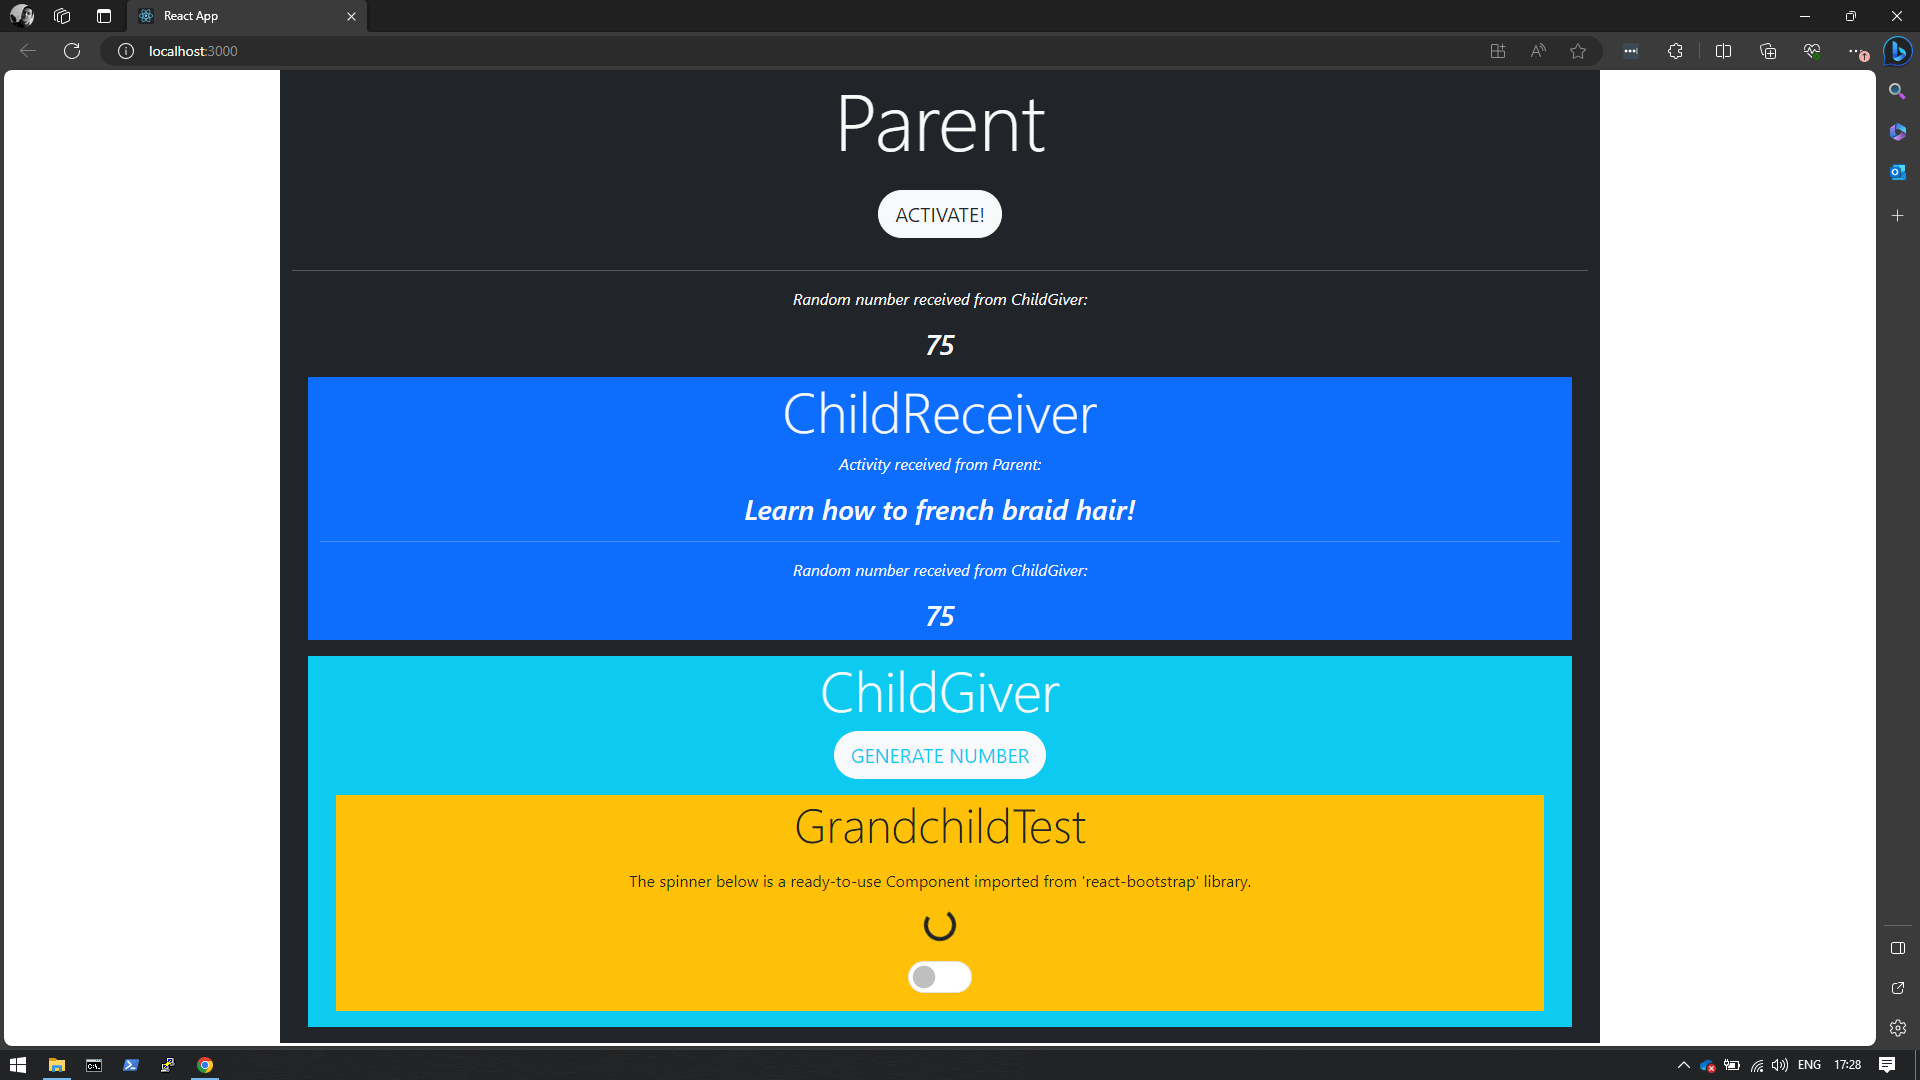 React App
localhost:3000
Parent
ACTIVATE!
Random number received from ChildGiver:
75
ChildReceiver
Activity received from Parent:
Learn how to french braid hair!
Random number received from ChildGiver:
75
ChildGiver
GENERATE NUMBER
GrandchildTest
The spinner below is a ready-to-use Component imported from 'react-bootstrap' library.
ENG
17:28